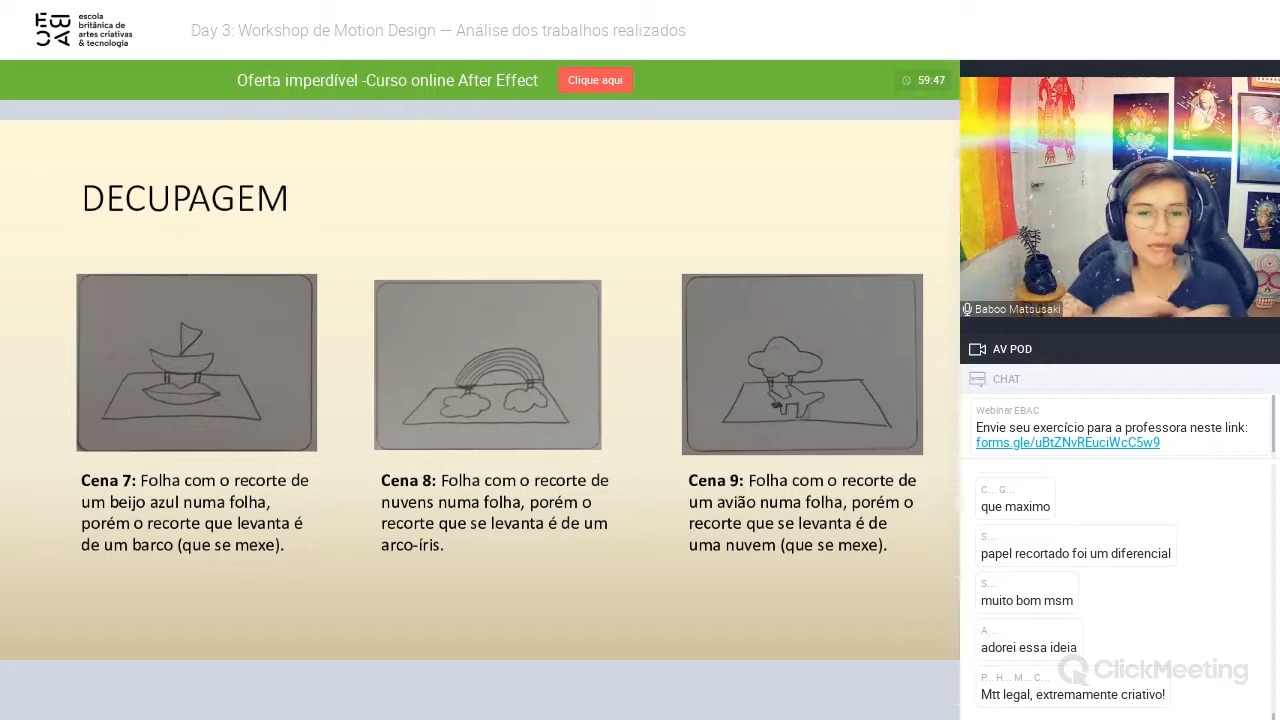 EBAC
escola
britânica de
artes criativas
& tecnologia
Day 3: Workshop de Motion Design — Análise dos trabalhos realizados
Oferta imperdível -Curso online After Effect
Clique aqui
59:47
DECUPAGEM
Cena 7: Folha com o recorte de
um beijo azul numa folha,
porém o recorte que levanta é
de um barco (que se mexe).
Cena 8: Folha com o recorte de
nuvens numa folha, porém o
recorte que se levanta é de um
arco-íris.
Cena 9: Folha com o recorte de
um avião numa folha, porém o
recorte que se levanta é de
uma nuvem (que se mexe).
Baboo Matsusaki
AV POD
CHAT
Webinar EBAC
Envie seu exercício para a professora neste link:
forms.gle/uBtZNvREuciWcC5w9
C... G...
que maximo
S...
papel recortado foi um diferencial
S...
muito bom msm
A...
adorei essa ideia
P... H... M... C...
Mtt legal, extremamente criativo!
ClickMeeting